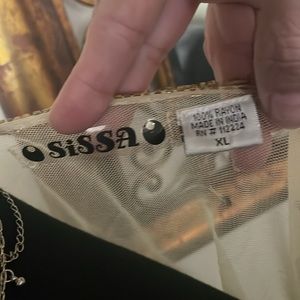 SiSSA
100% RAYON
MADE IN INDIA
RN # 112224
XL